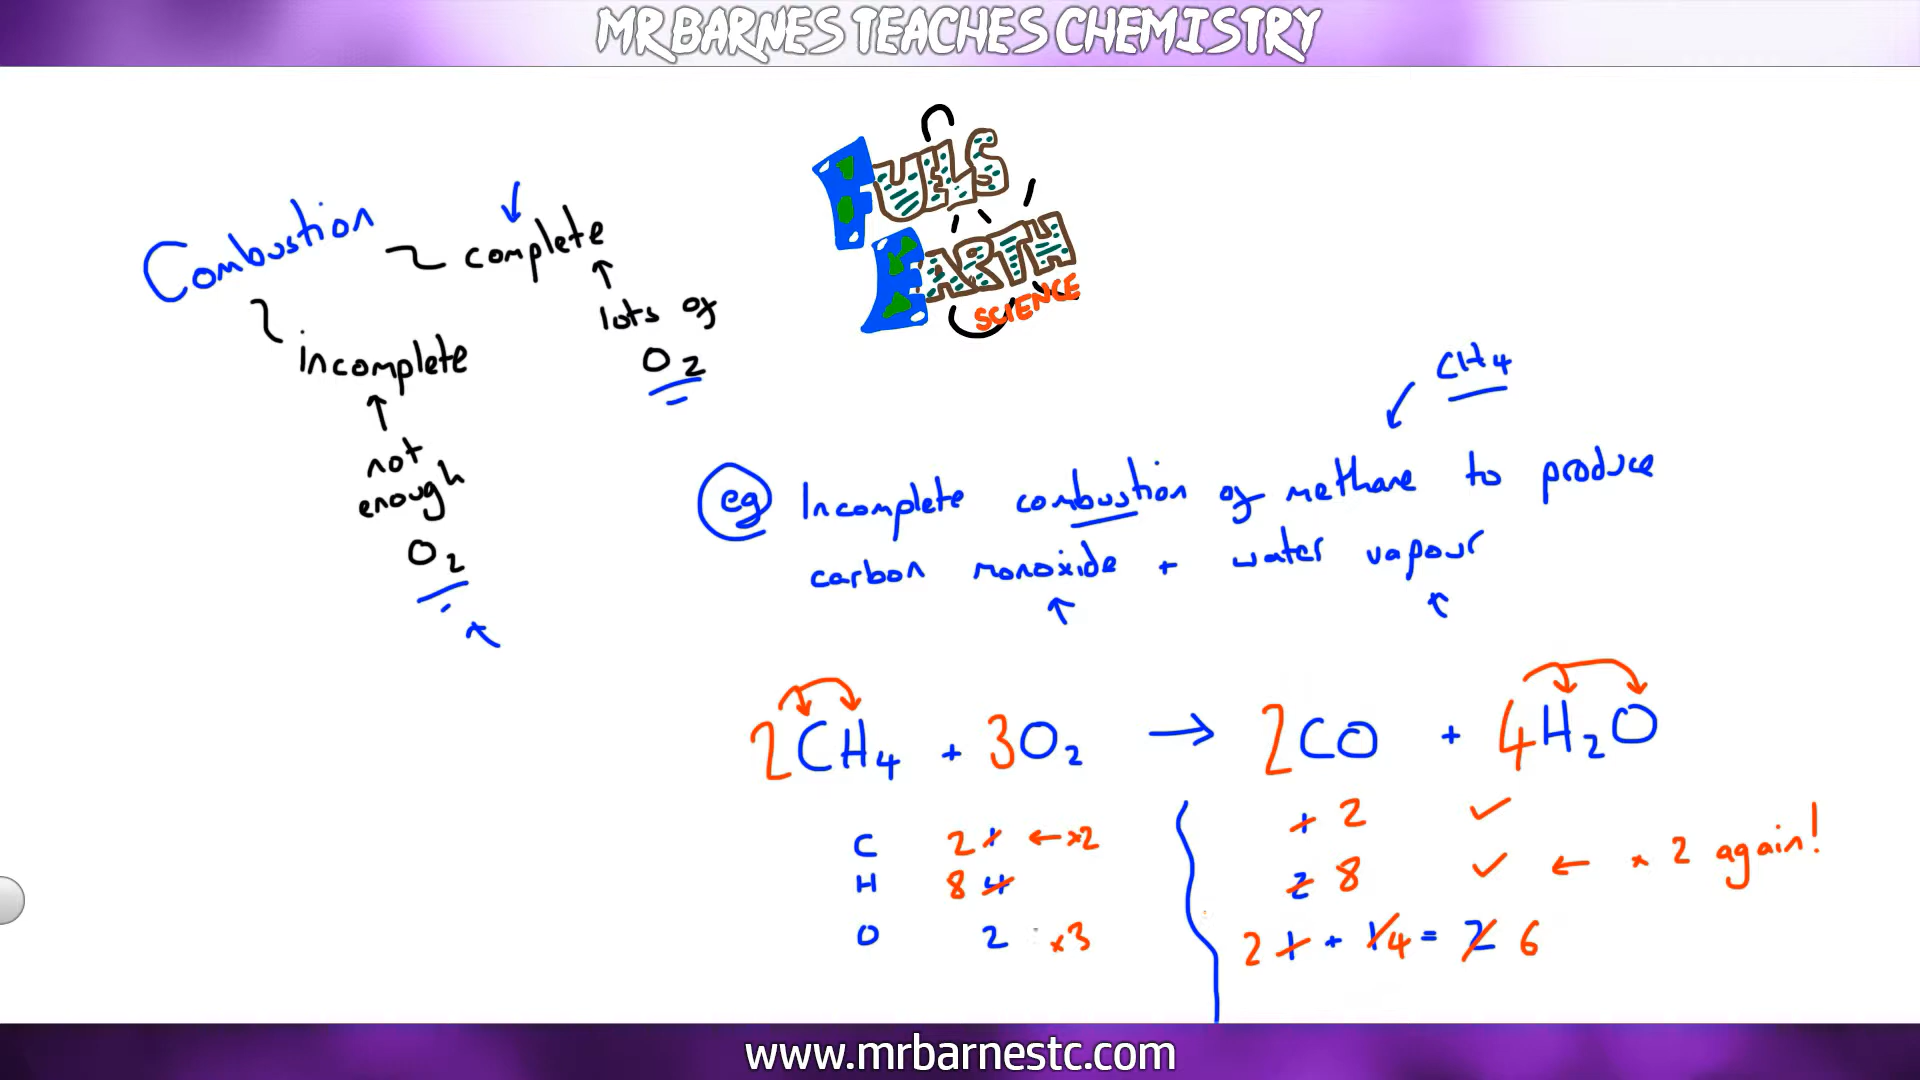 MR BARNES TEACHES CHEMISTRY
FUELS
EARTH
SCIENCE
Combustion
complete
lots of
O2
incomplete
not
enough
O2
CH4
eg Incomplete combustion of methane to produce
carbon monoxide + water vapour
2CH4 + 3O2 → 2CO + 4H2O
C 2 1 ← x2 1 2 ✓
H 8 4 2 8 ✓ ← x 2 again!
O 2 x3 2 1 + 1 4 = 2 6
www.mrbarnestc.com